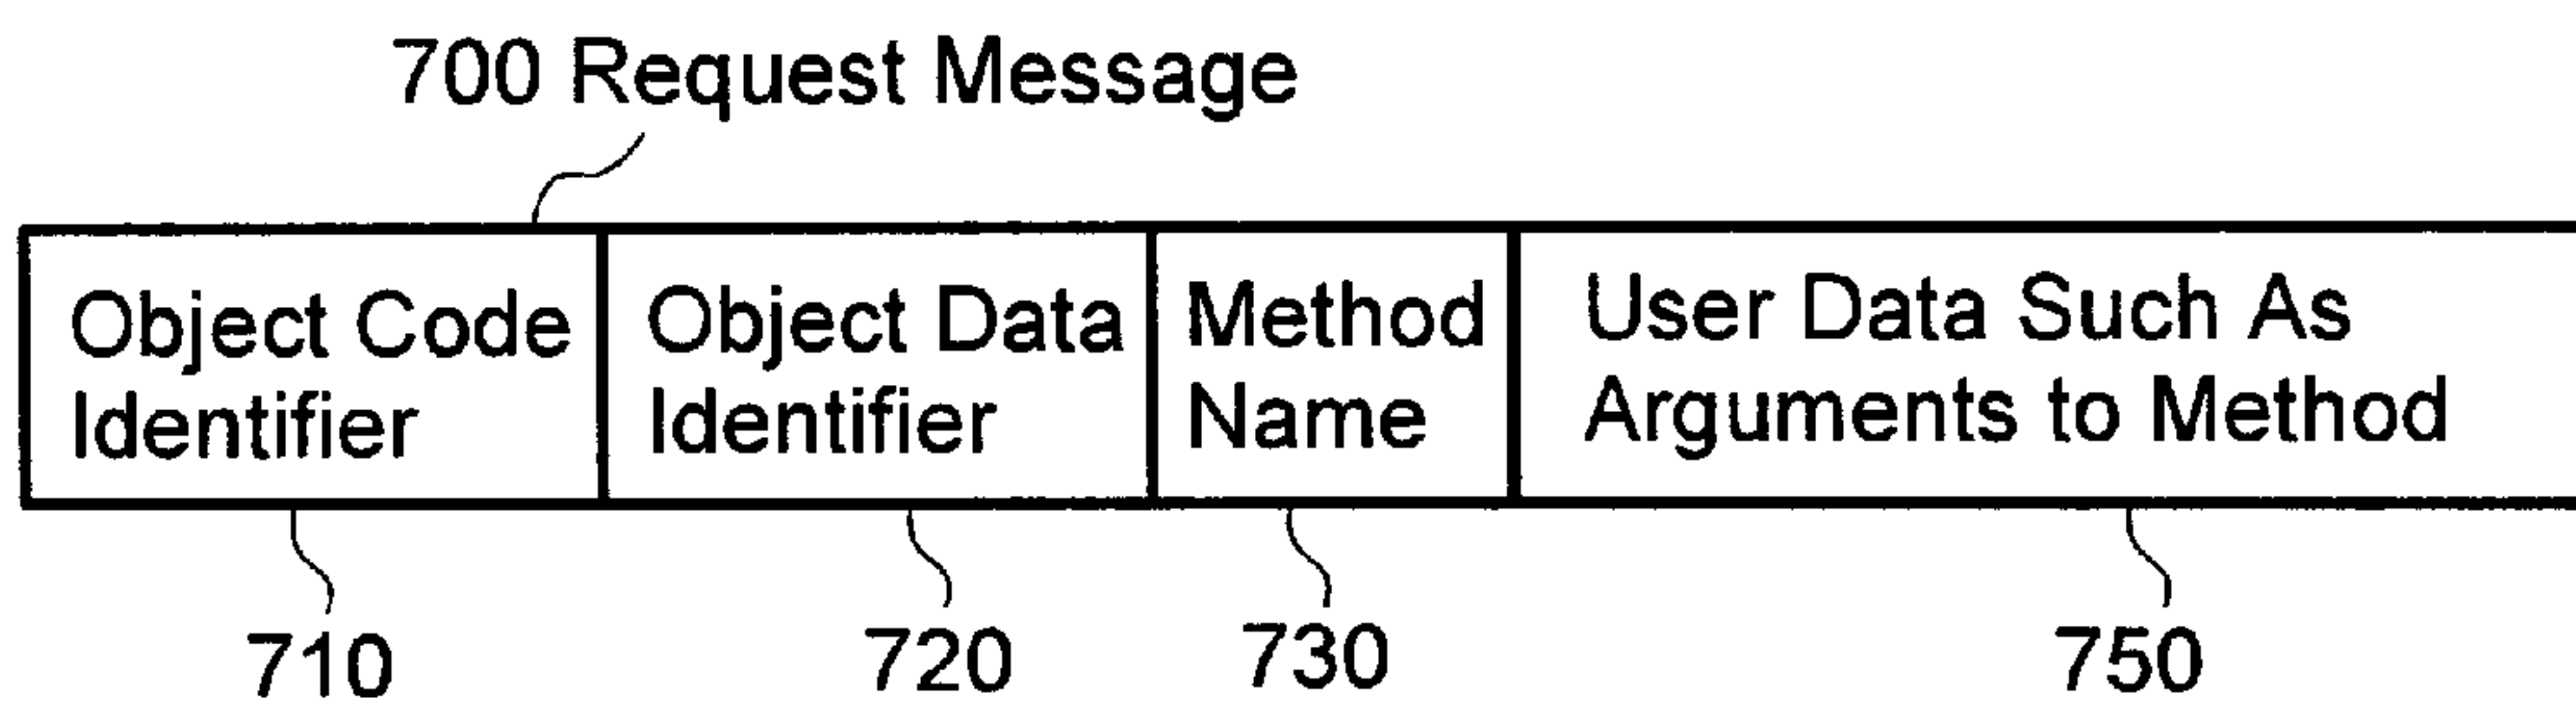 700 Request Message
Object Code
Identifier
Object Data
Identifier
Method
Name
User Data Such As
Arguments to Method
710
720
730
750